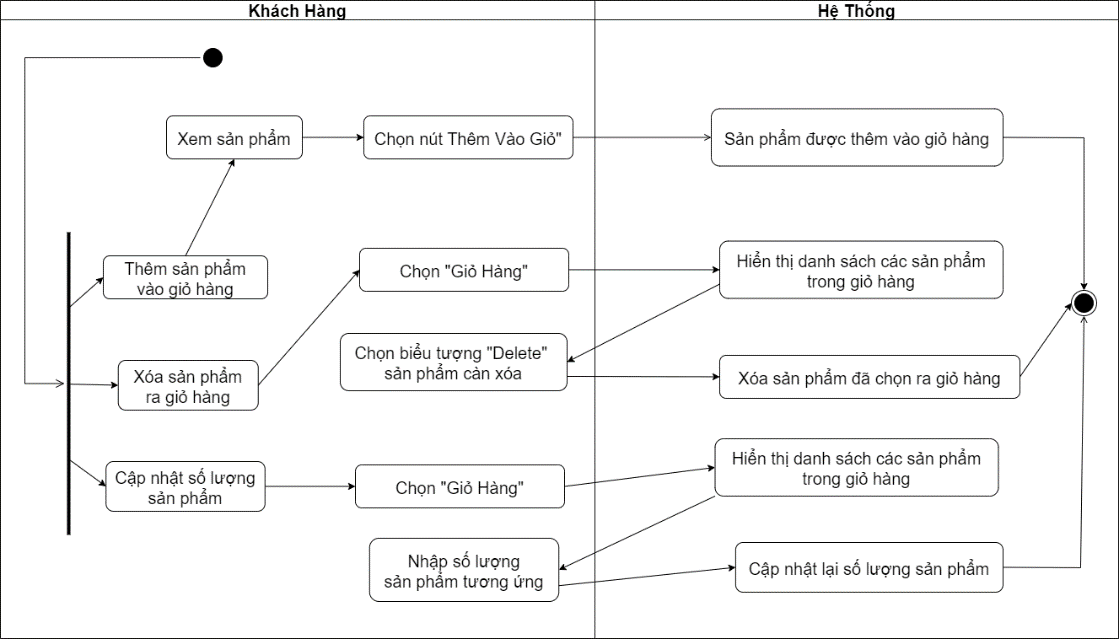 Khách Hàng
Hệ Thống
Xem sản phẩm
Chọn nút Thêm Vào Giỏ"
Sản phẩm được thêm vào giỏ hàng
Thêm sản phẩm
vào giỏ hàng
Chọn "Giỏ Hàng"
Hiển thị danh sách các sản phẩm
trong giỏ hàng
Xóa sản phẩm
ra giỏ hàng
Chọn biểu tượng "Delete"
sản phẩm càn xóa
Xóa sản phẩm đã chọn ra giỏ hàng
Cập nhật số lượng
sản phẩm
Chọn "Giỏ Hàng"
Hiển thị danh sách các sản phẩm
trong giỏ hàng
Nhập số lượng
sản phẩm tương ứng
Cập nhật lại số lượng sản phẩm